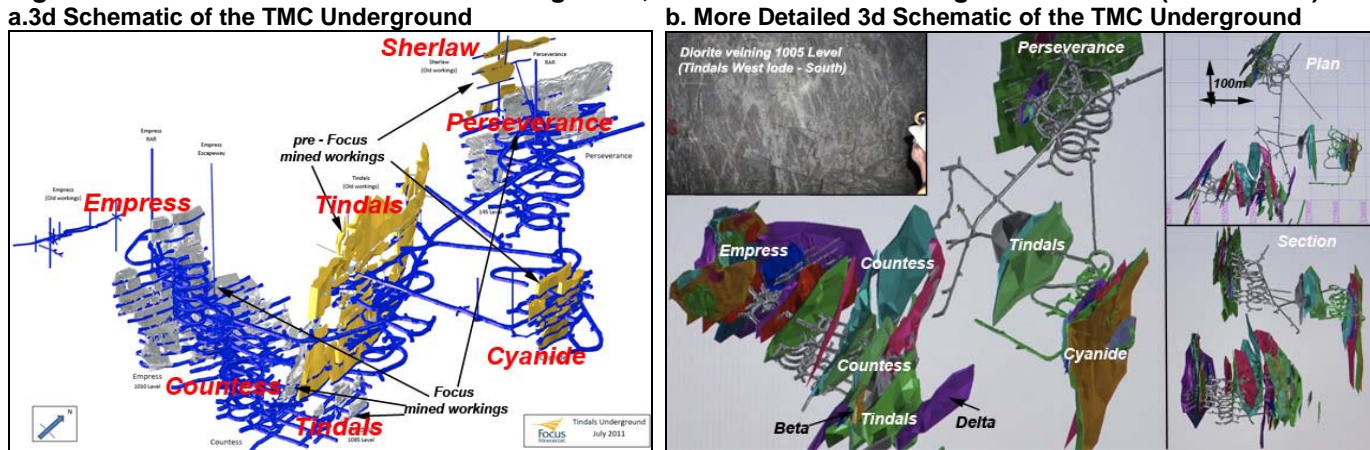 a.3d Schematic of the TMC Underground
Sherlaw
Sherlaw
(Old workings)
Perseverance
RAR
Perseverance
Perseverance
pre - Focus
mined workings
Empress
RAR
Empress
Escapeway
Empress
(Old workings)
Empress
Tindals
(Old workings)
Tindals
145 Level
Cyanide
Empress
1010 Level
Countess
Focus
mined workings
Tindals
1005 Level
Countess
N
Focus
Minerals Ltd
Tindals Underground
July 2011
b. More Detailed 3d Schematic of the TMC Underground
Diorite veining 1005 Level
(Tindals West lode - South)
Perseverance
Plan
100m
Empress
Countess
Tindals
Section
Countess
Cyanide
Beta
Tindals
Delta